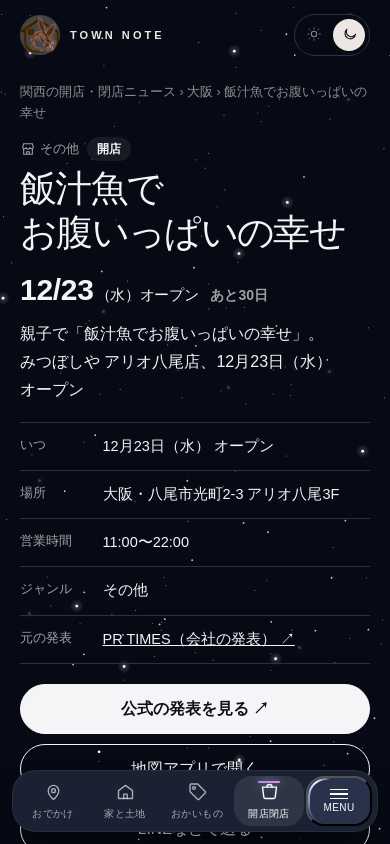 TOWN NOTE
関西の開店・閉店ニュース › 大阪 › 飯汁魚でお腹いっぱいの
幸せ
その他 開店
飯汁魚で
お腹いっぱいの幸せ
12/23（水）オープン あと30日
親子で「飯汁魚でお腹いっぱいの幸せ」。
みつぼしや アリオ八尾店、12月23日（水）
オープン
いつ 12月23日（水） オープン
場所 大阪・八尾市光町2-3 アリオ八尾3F
営業時間 11:00〜22:00
ジャンル その他
元の発表 PR TIMES（会社の発表） ↗
公式の発表を見る ↗
地図アプリで開く
おでかけ 家と土地 おかいもの 開店閉店 MENU
LINEなどで送る